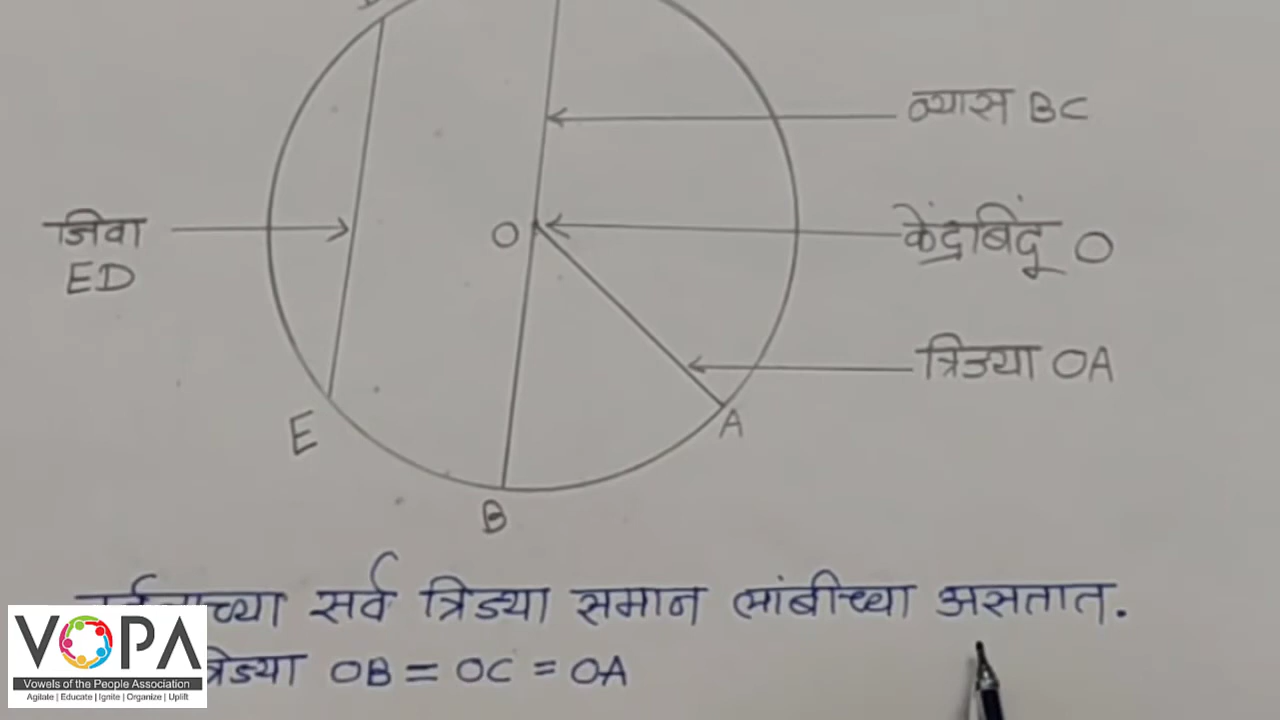 व्यास BC
जिवा
ED
O
केंद्रबिंदू O
त्रिज्या OA
A
E
B
सर्व त्रिज्या समान लांबीच्या असतात.
त्रिज्या OB = OC = OA
VOPA
Vowels of the People Association
Agitate | Educate | Ignite | Organize | Uplift